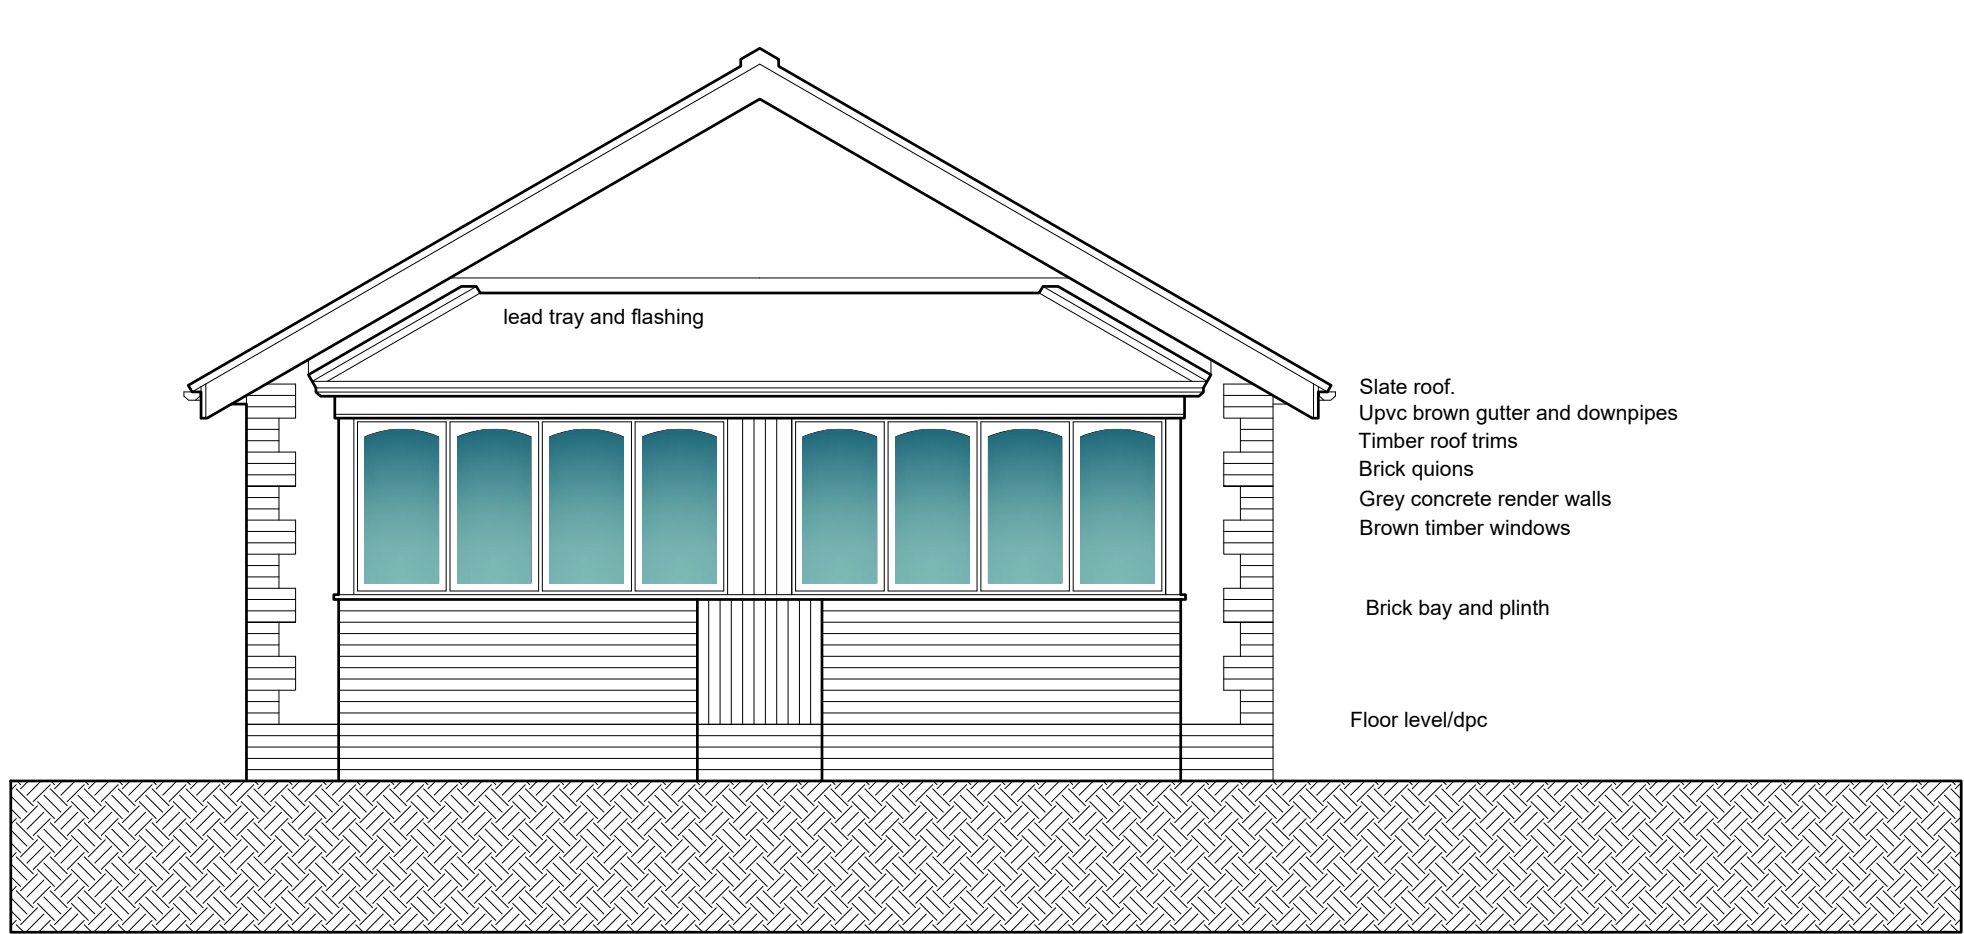 lead tray and flashing
Slate roof.
Upvc brown gutter and downpipes
Timber roof trims
Brick quions
Grey concrete render walls
Brown timber windows
Brick bay and plinth
Floor level/dpc